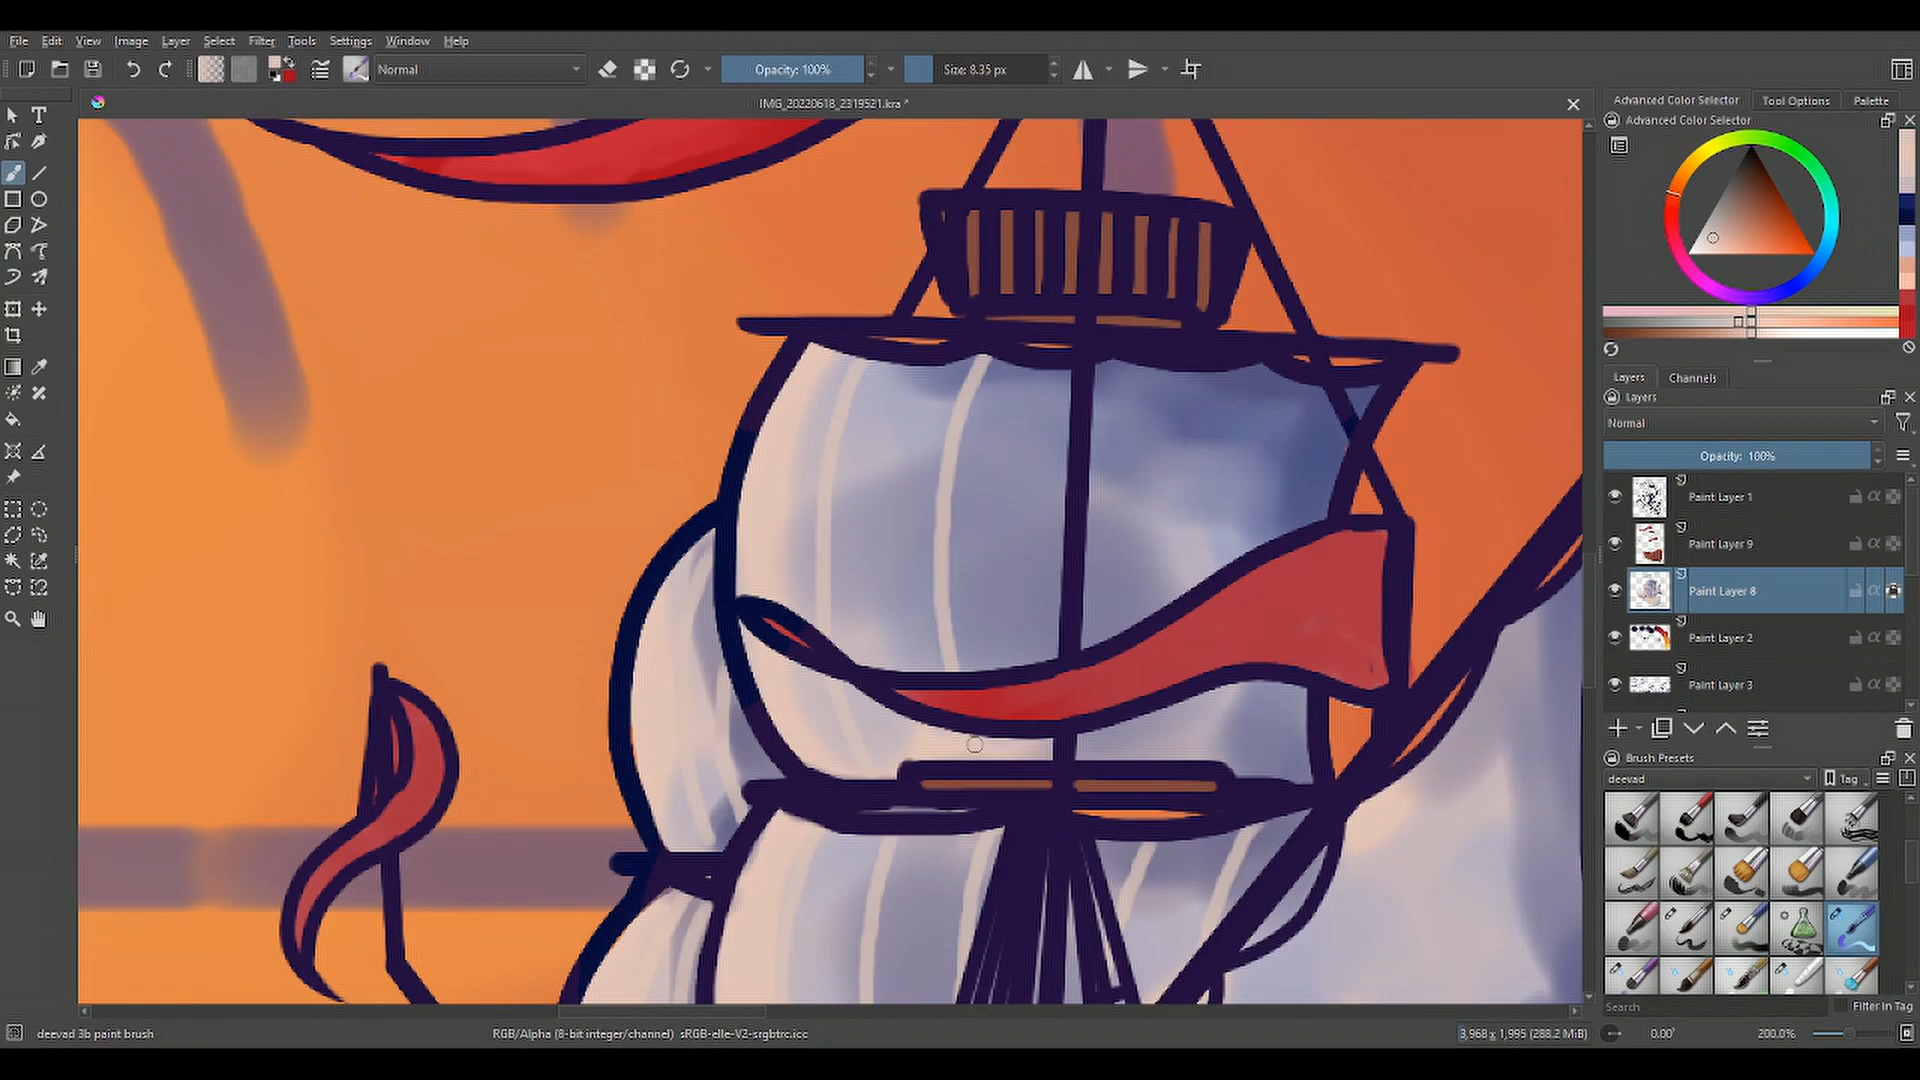 File Edit View Image Layer Select Filter Tools Settings Window Help
Normal Opacity: 100% Size: 8.35 px
IMG_20220618_2319521.kra *
Advanced Color Selector Tool Options Palette
Advanced Color Selector
Layers Channels
Layers
Normal
Opacity: 100%
Paint Layer 1
Paint Layer 9
Paint Layer 8
Paint Layer 2
Paint Layer 3
Brush Presets
deevad Tag
Search Filter in Tag
deevad 3b paint brush RGB/Alpha (8-bit integer/channel) sRGB-elle-V2-srgbtrc.icc 3,968 x 1,995 (288.2 MiB) 0.00° 200.0%